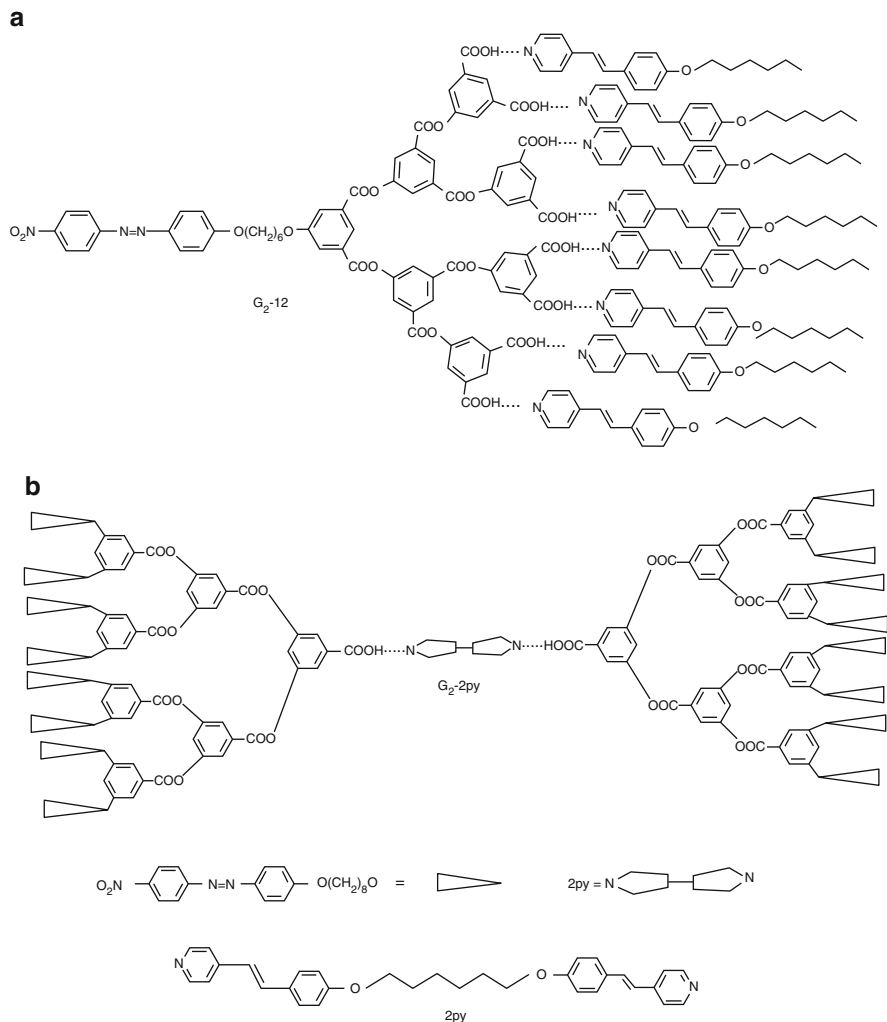 a
COOH N
O
N
COOH O
COO
COO COOH N
O
COO COO
COOH N O
O2N N=N O(CH2)6O
COOH N
COO COO O
G2-12
COOH N
COO O
COOH N
O
COOH N
O
b
COO OOC
OOC
COO OOC
COO OOC
COOH N N HOOC
G2-2py
COO OOC
OOC
COO COO
COO OOC
O2N N=N O(CH2)8O = 2py = N N
N
O O
N
2py